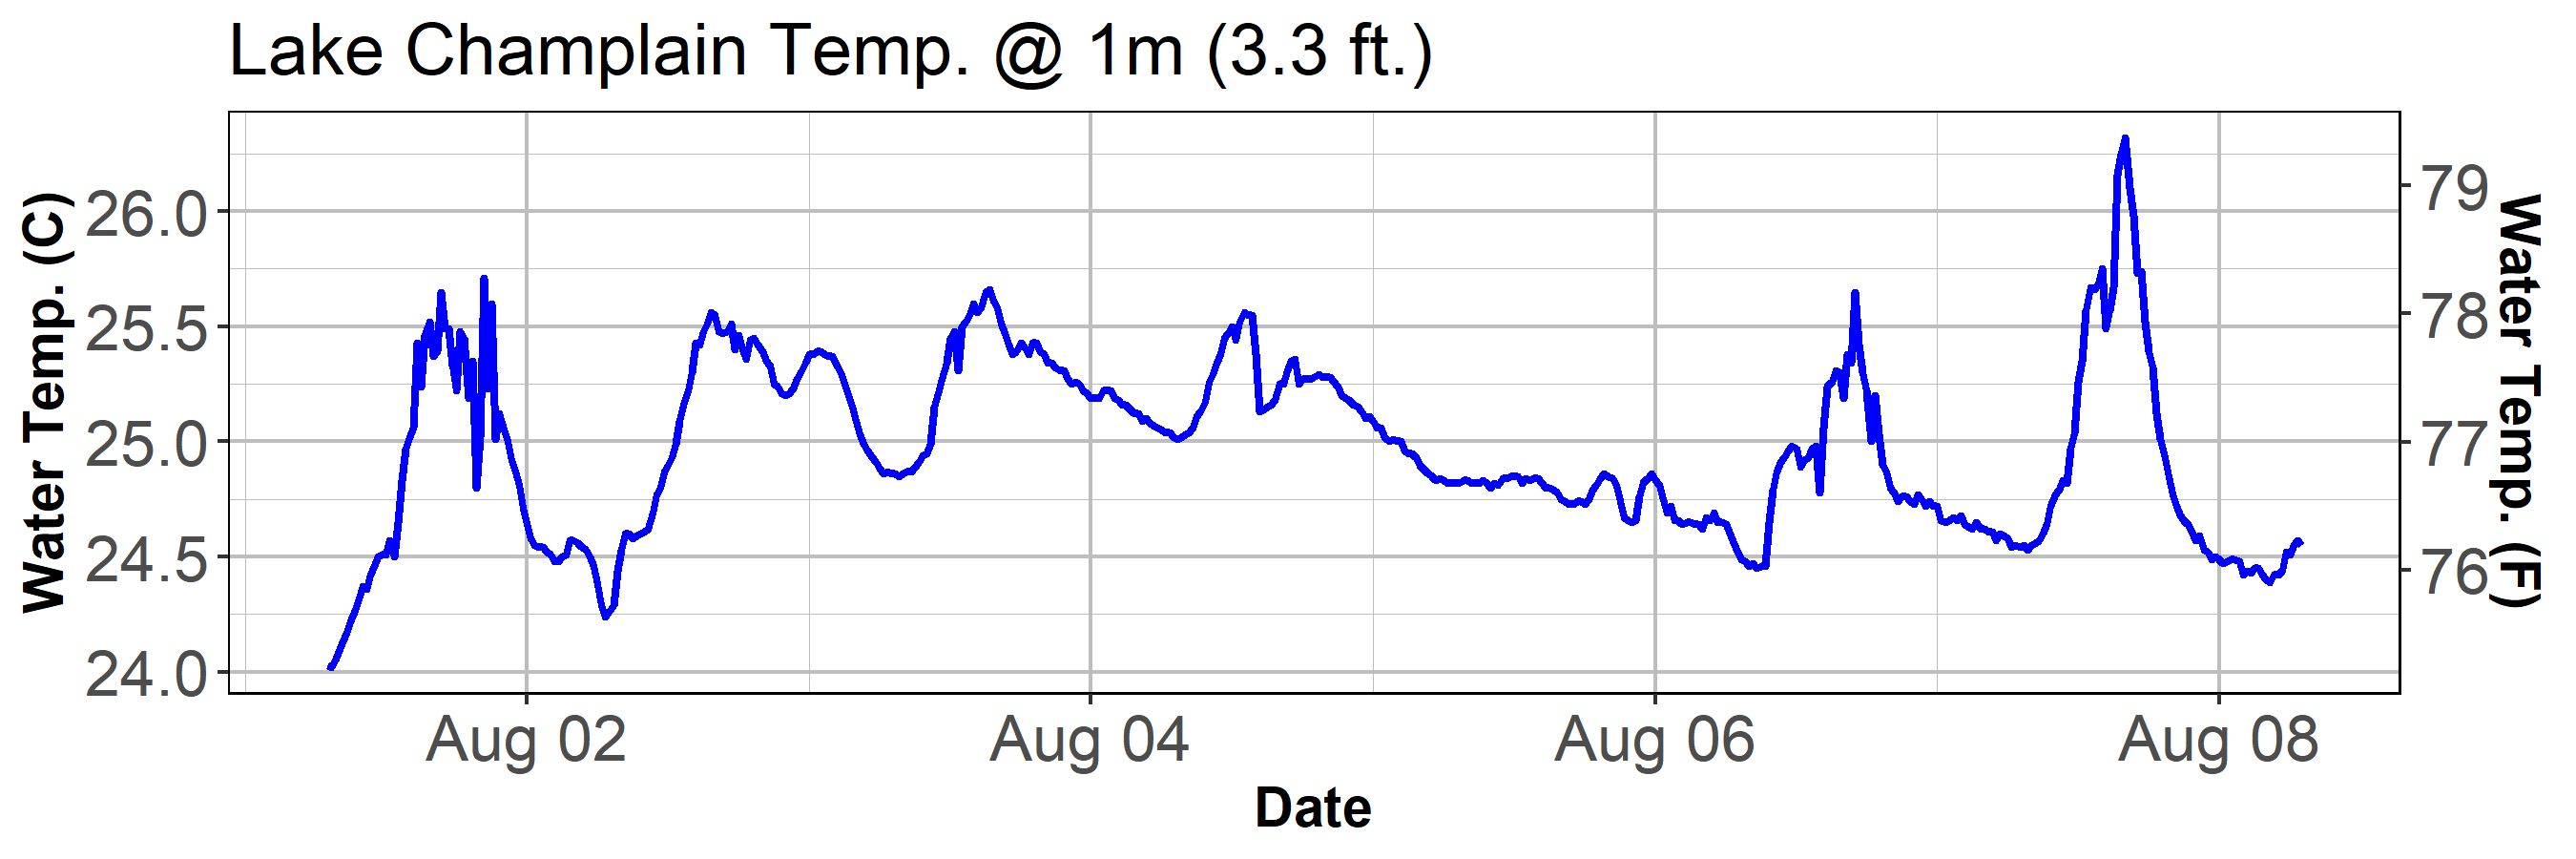 Lake Champlain Temp. @ 1m (3.3 ft.)
Water Temp. (C)
26.0
25.5
25.0
24.5
24.0
79
78
77
76
Water Temp. (F)
Aug 02 Aug 04 Aug 06 Aug 08
Date